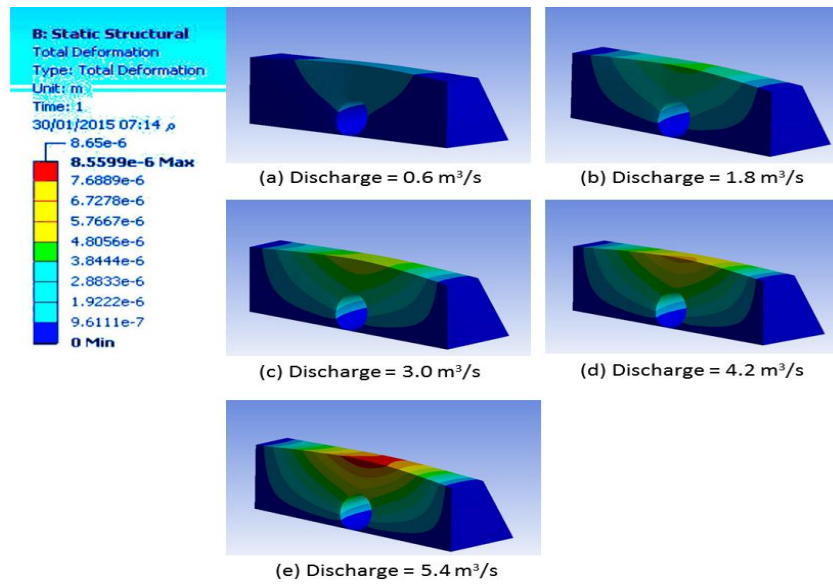 B: Static Structural
Total Deformation
Type: Total Deformation
Unit: m
Time: 1
30/01/2015 07:14 م
8.65e-6
8.5599e-6 Max
7.6889e-6
6.7278e-6
5.7667e-6
4.8056e-6
3.8444e-6
2.8833e-6
1.9222e-6
9.6111e-7
0 Min
(a) Discharge = 0.6 m³/s
(b) Discharge = 1.8 m³/s
(c) Discharge = 3.0 m³/s
(d) Discharge = 4.2 m³/s
(e) Discharge = 5.4 m³/s